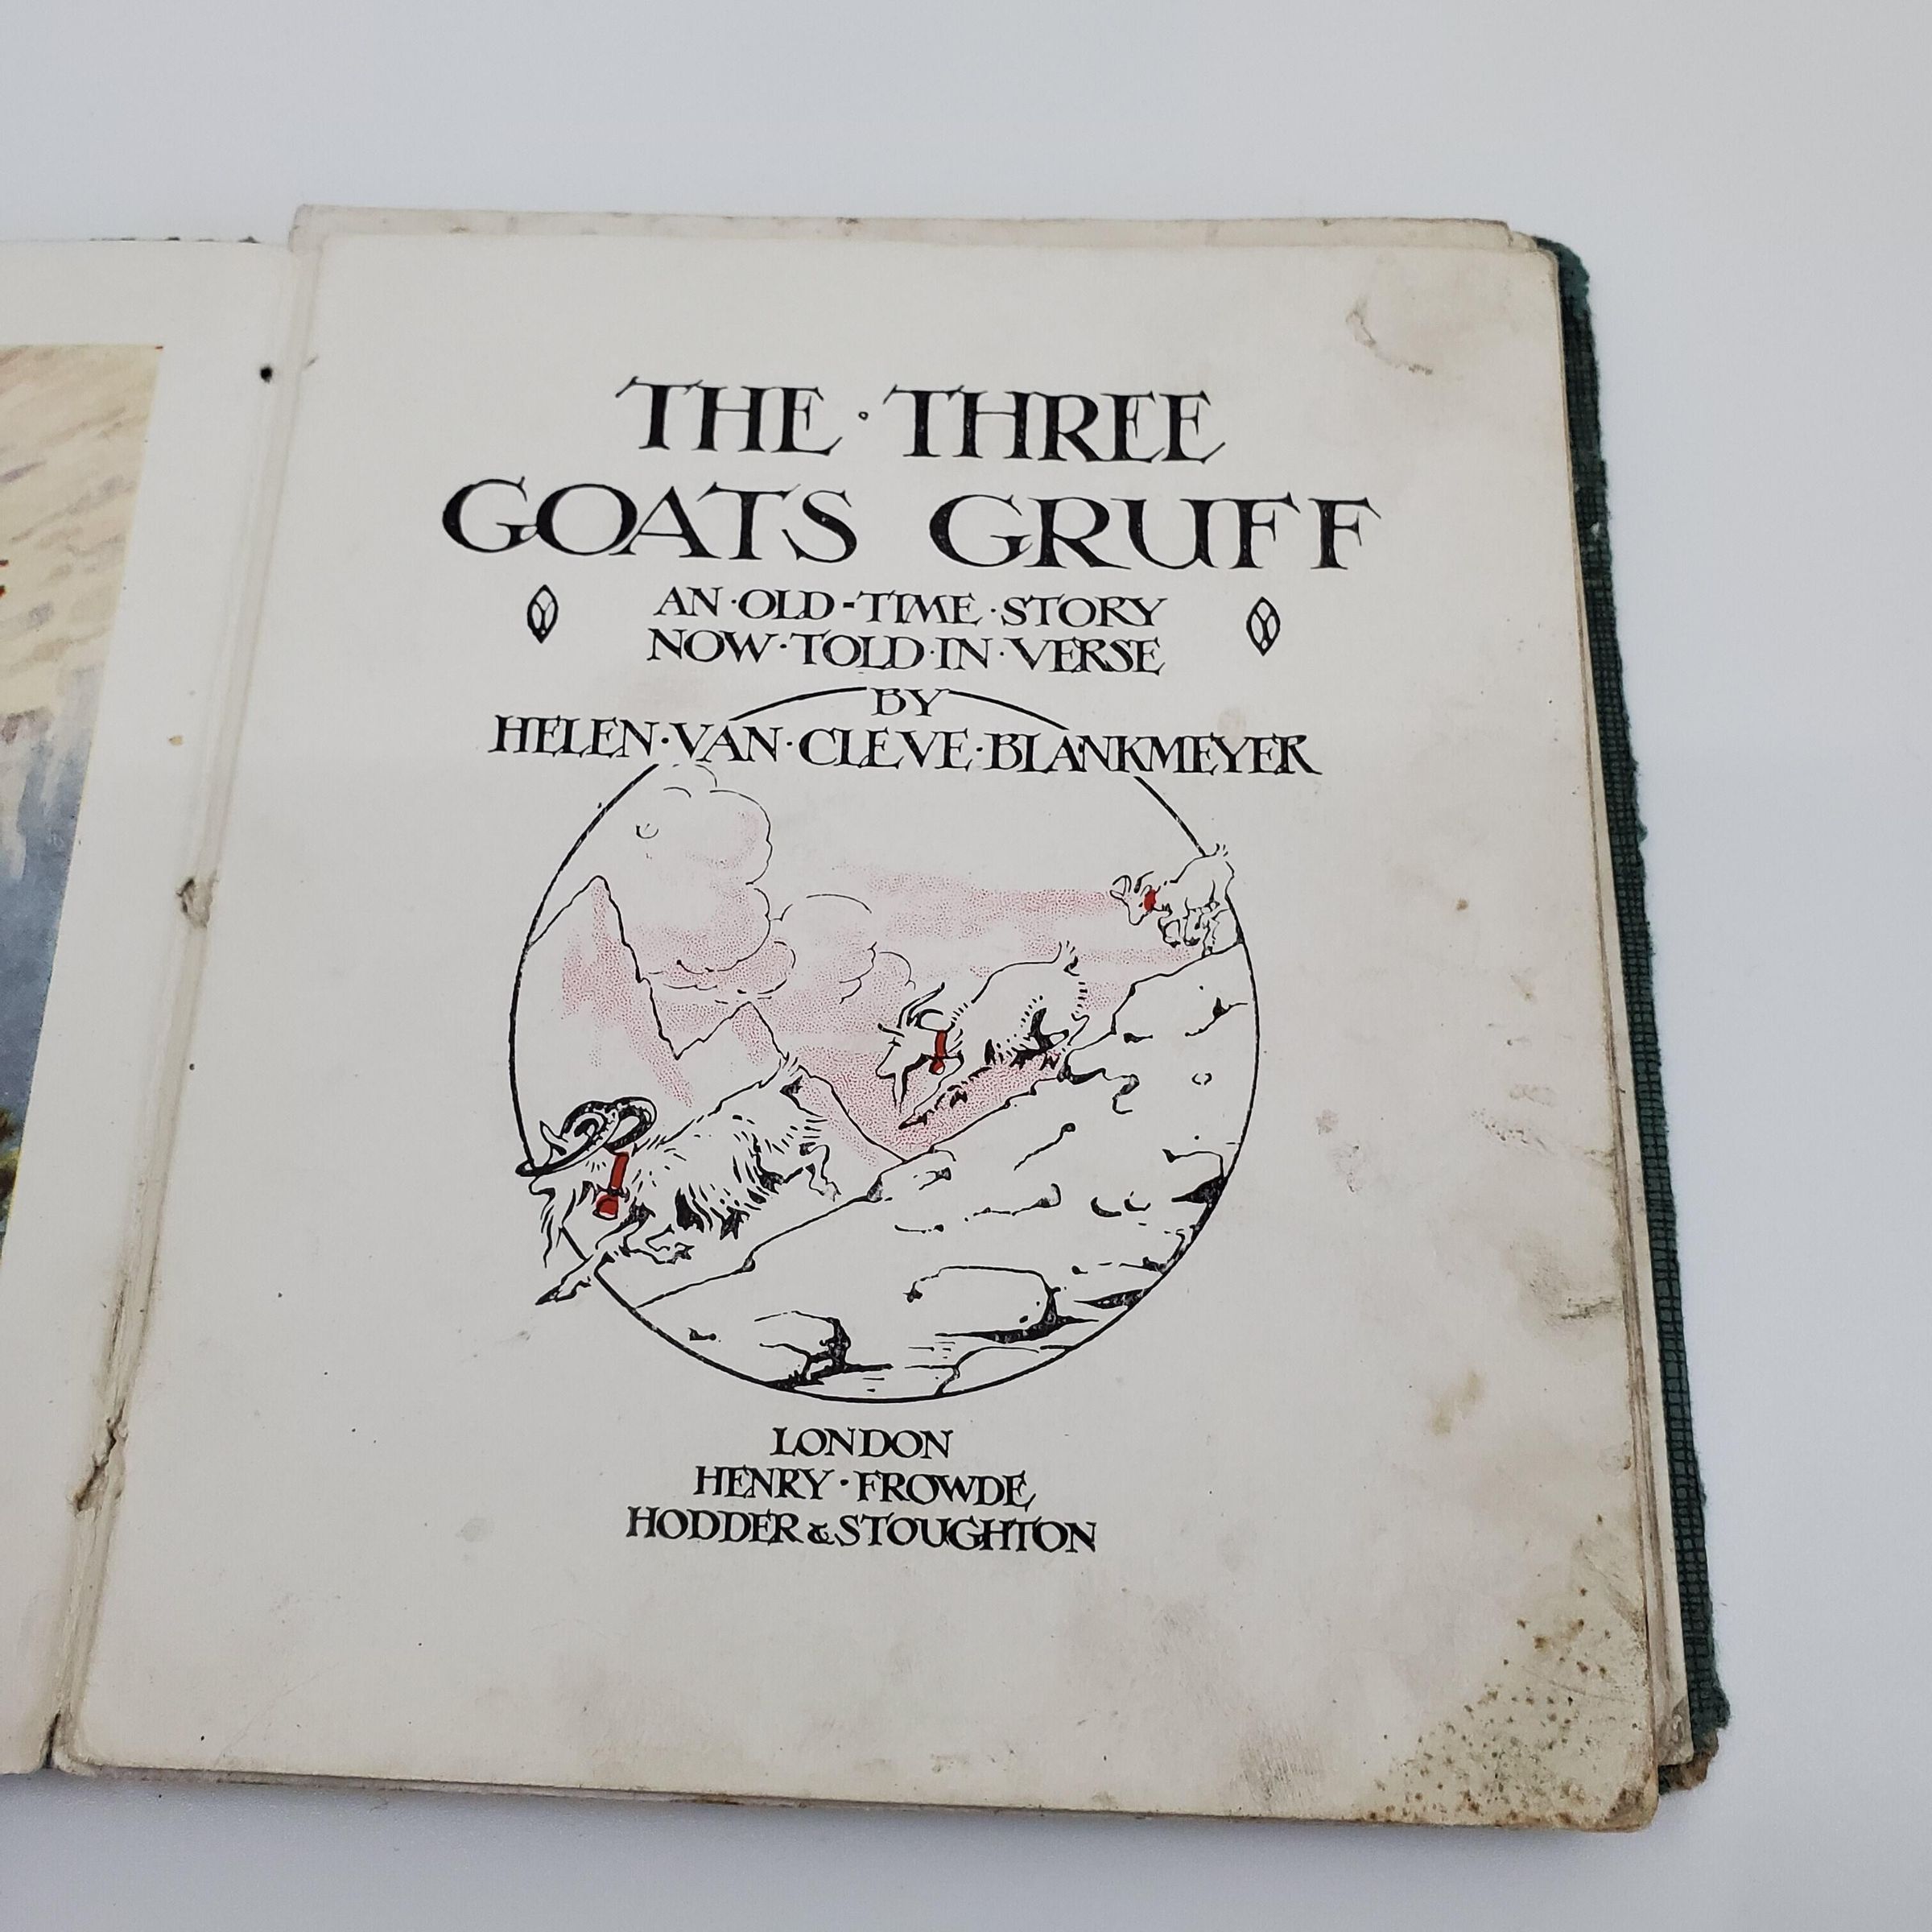 THE · THREE
GOATS GRUFF
AN · OLD-TIME · STORY
NOW · TOLD · IN · VERSE
BY
HELEN · VAN · CLEVE · BLANKMEYER
LONDON
HENRY · FROWDE
HODDER & STOUGHTON